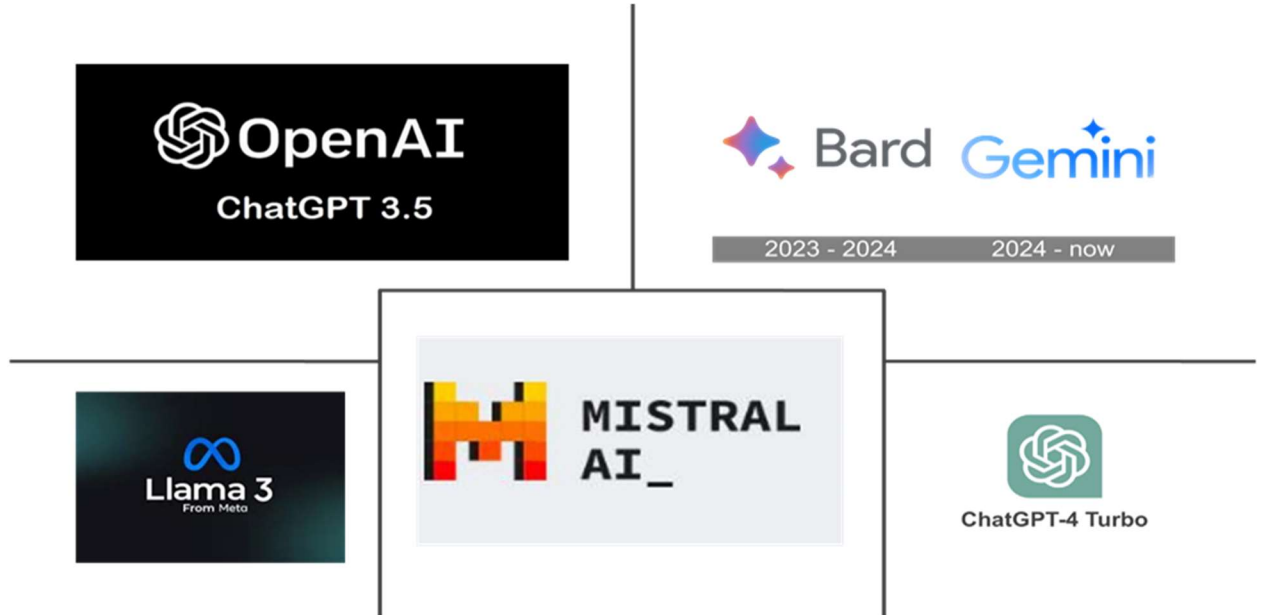 OpenAI
ChatGPT 3.5
Bard Gemini
2023 - 2024 2024 - now
Llama 3
From Meta
MISTRAL
AI_
ChatGPT-4 Turbo